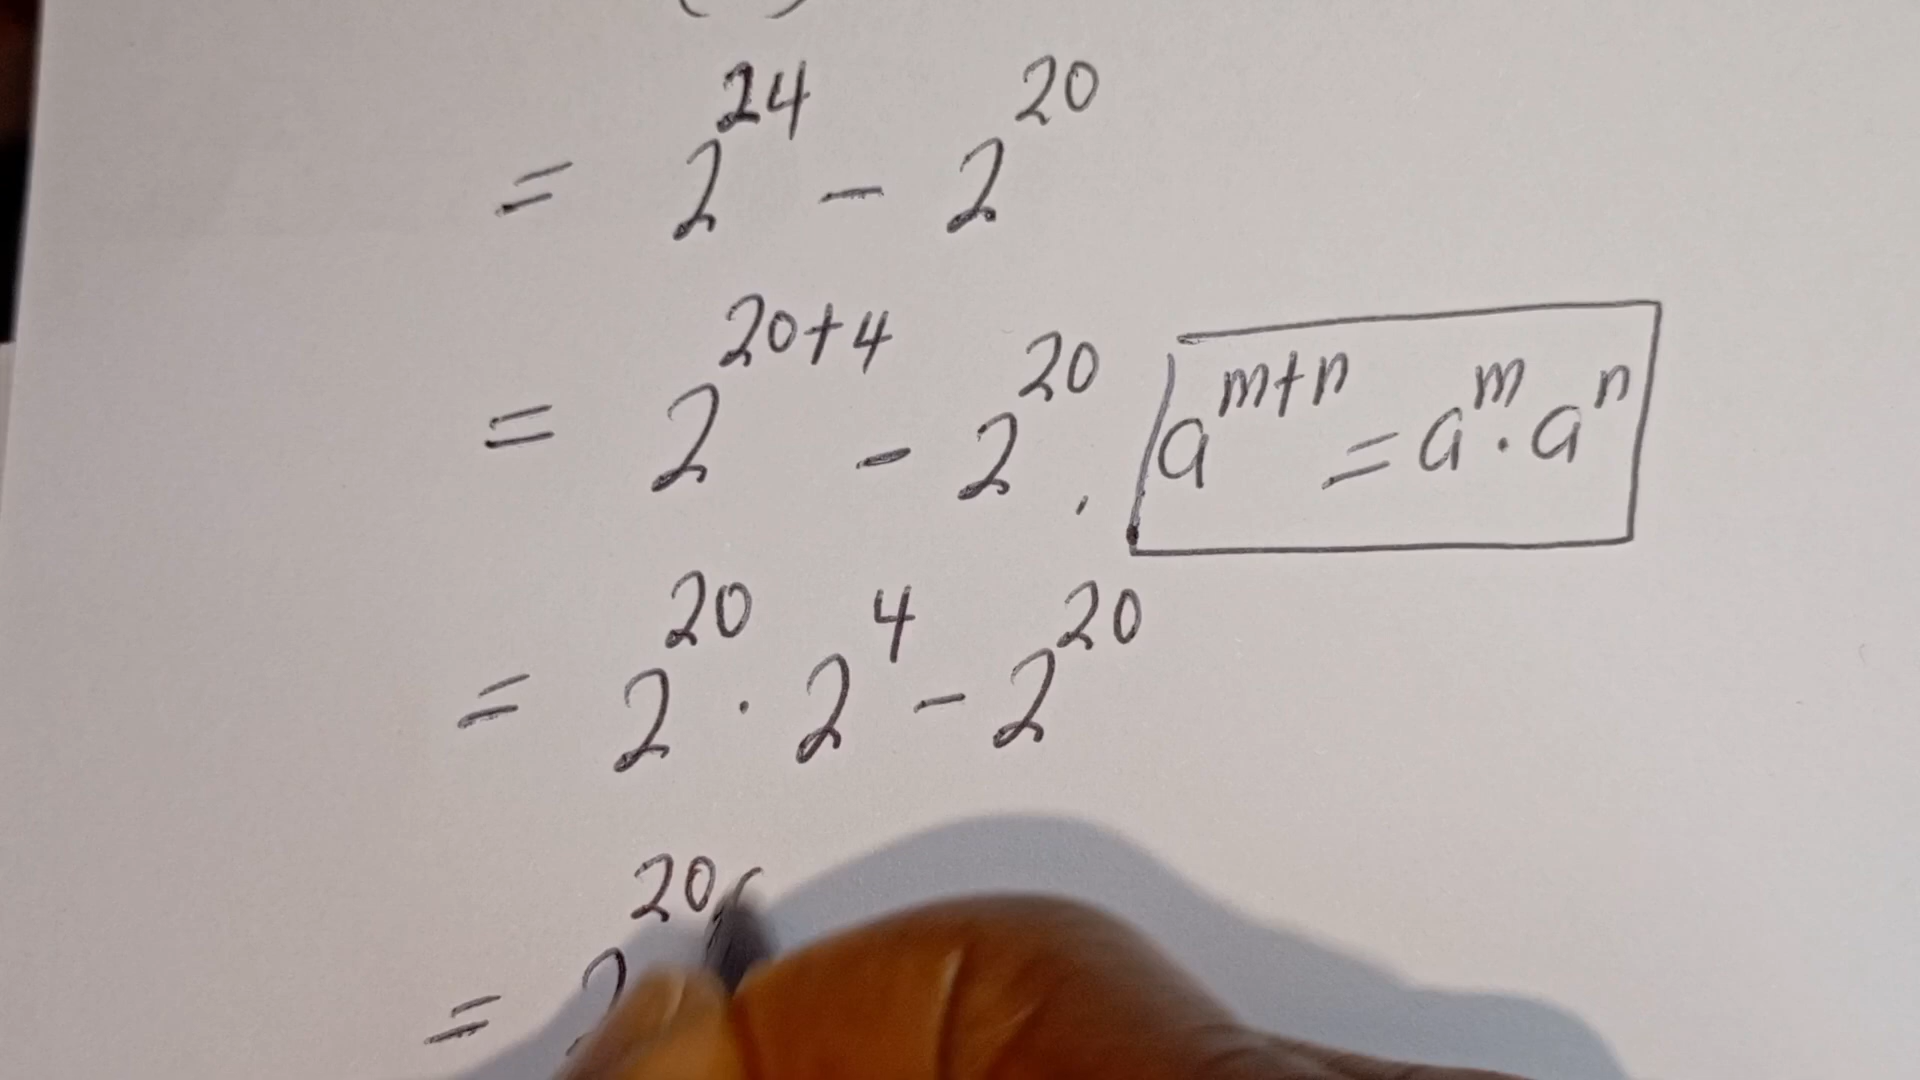 = 2^24 - 2^20
= 2^20+4 - 2^20 , a^m+n = a^m . a^n
= 2^20 . 2^4 - 2^20
= 2^20 (